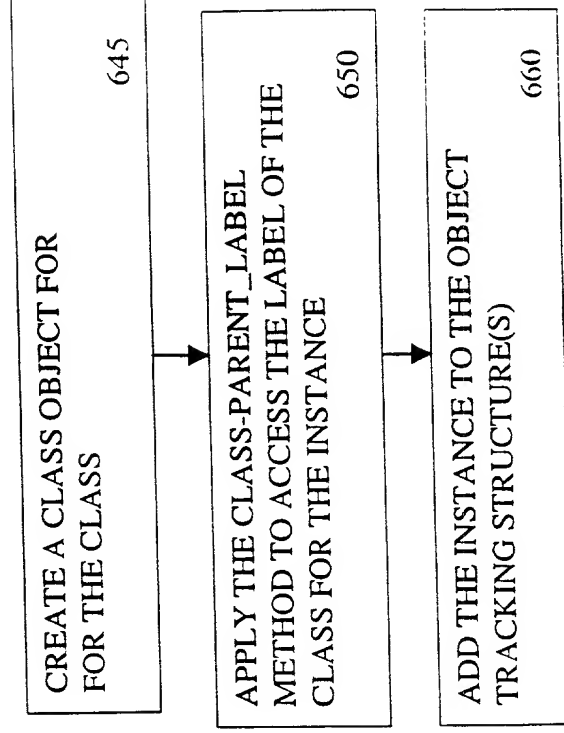 CREATE A CLASS OBJECT FOR
FOR THE CLASS
645
APPLY THE CLASS-PARENT_LABEL
METHOD TO ACCESS THE LABEL OF THE
CLASS FOR THE INSTANCE
650
ADD THE INSTANCE TO THE OBJECT
TRACKING STRUCTURE(S)
660